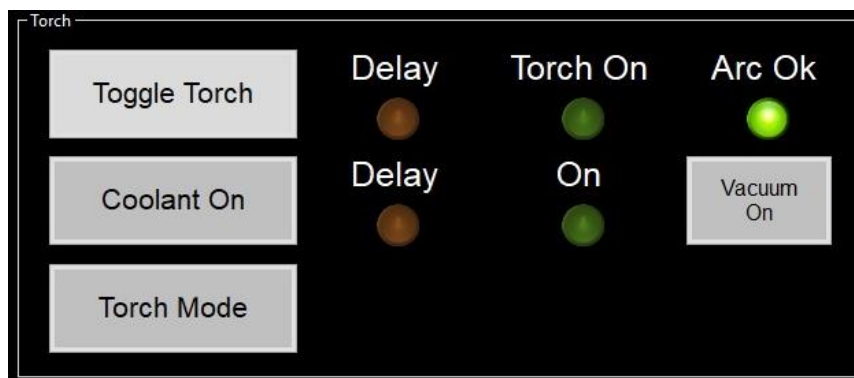 Torch
Toggle Torch
Delay
Torch On
Arc Ok
Coolant On
Delay
On
Vacuum
On
Torch Mode